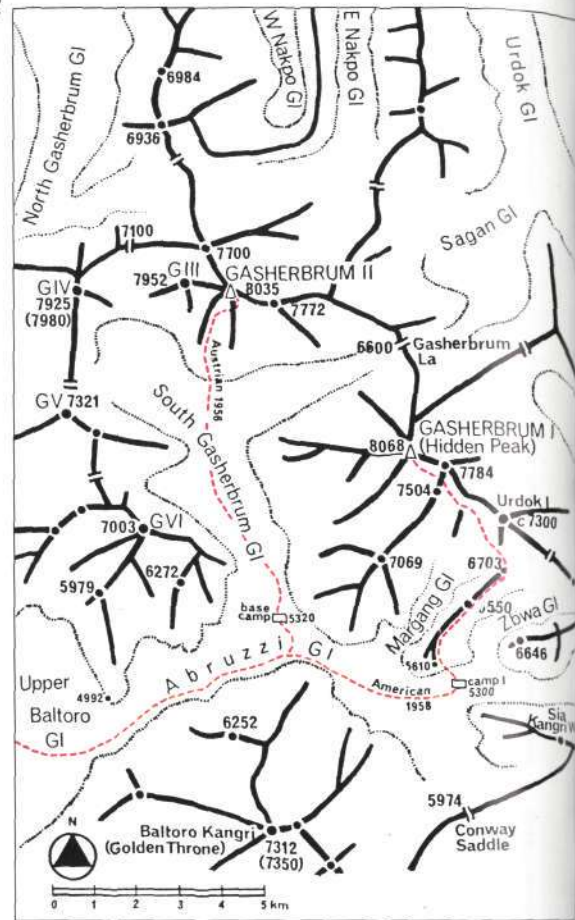 W Nakpo Gl
E Nakpo Gl
Urdok Gl
North Gasherbrum Gl
6984
6936
7100
7700
Sagan Gl
GIV
7925
(7980)
GIII
7952
GASHERBRUM II
8035
7772
6600
Gasherbrum
La
Austrian 1956
South Gasherbrum Gl
GV 7321
GASHERBRUM I
(Hidden Peak)
8068
7784
7504
Urdok I
c 7300
7003
GVI
7069
6703
5979
6272
Margang Gl
6550
Zbwa Gl
6646
base
camp
5320
5610
Abruzzi Gl
Upper
Baltoro
Gl
4992
American
1958
camp I
5300
6252
Sia
Kangri W
5974
Conway
Saddle
Baltoro Kangri
(Golden Throne)
7312
(7350)
N
0 1 2 3 4 5 km